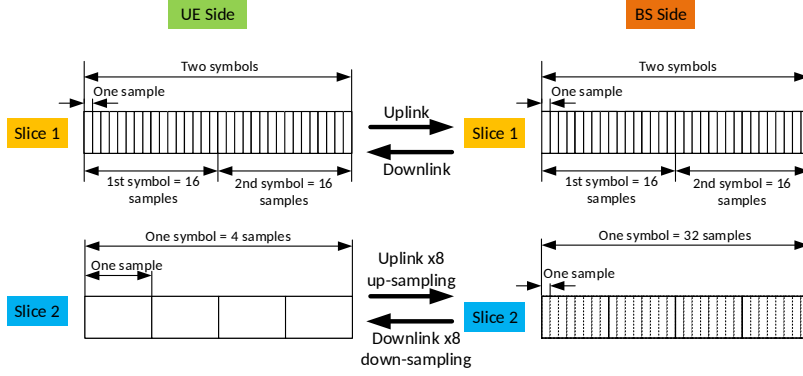 UE Side
BS Side
Two symbols
Two symbols
One sample
One sample
Slice 1
Uplink
Slice 1
Downlink
1st symbol = 16
samples
2nd symbol = 16
samples
1st symbol = 16
samples
2nd symbol = 16
samples
One symbol = 4 samples
One symbol = 32 samples
One sample
Uplink x8
up-sampling
One sample
Slice 2
Slice 2
Downlink x8
down-sampling